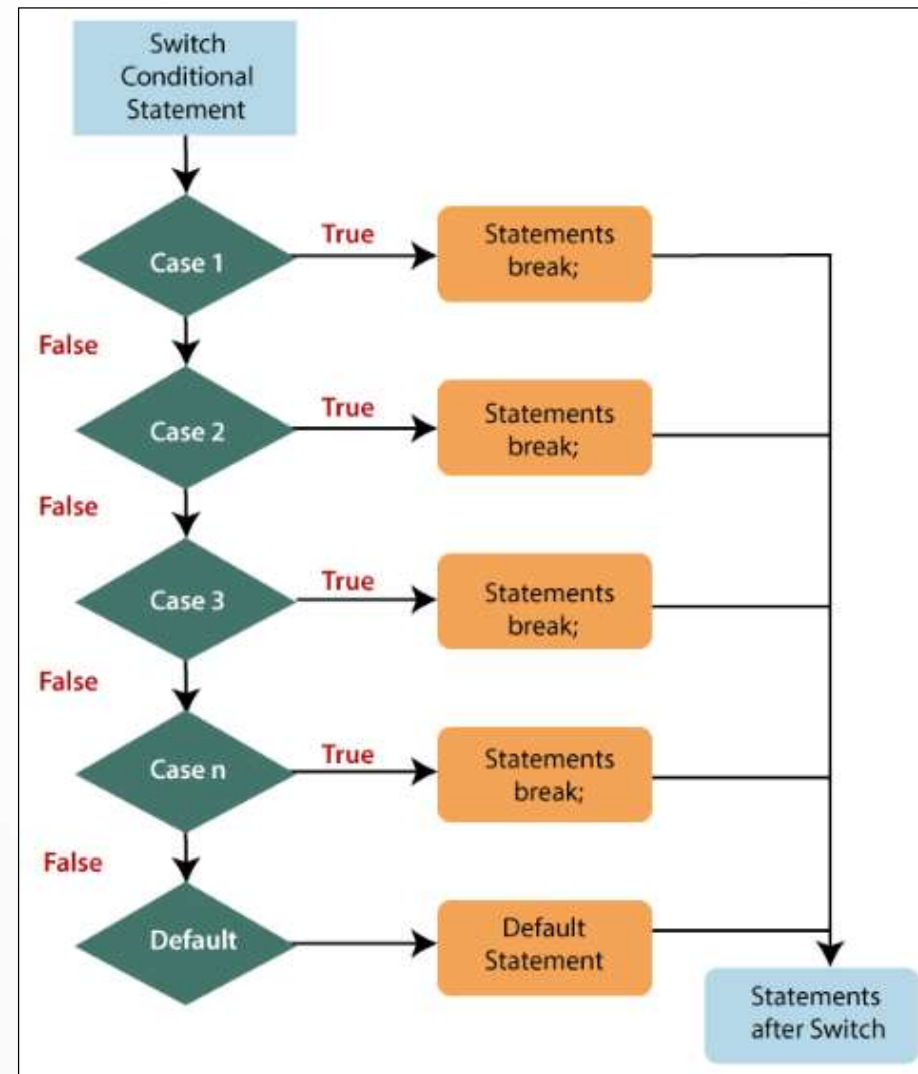 Switch
Conditional
Statement
Case 1
True
Statements
break;
False
Case 2
True
Statements
break;
False
Case 3
True
Statements
break;
False
Case n
True
Statements
break;
False
Default
Default
Statement
Statements
after Switch